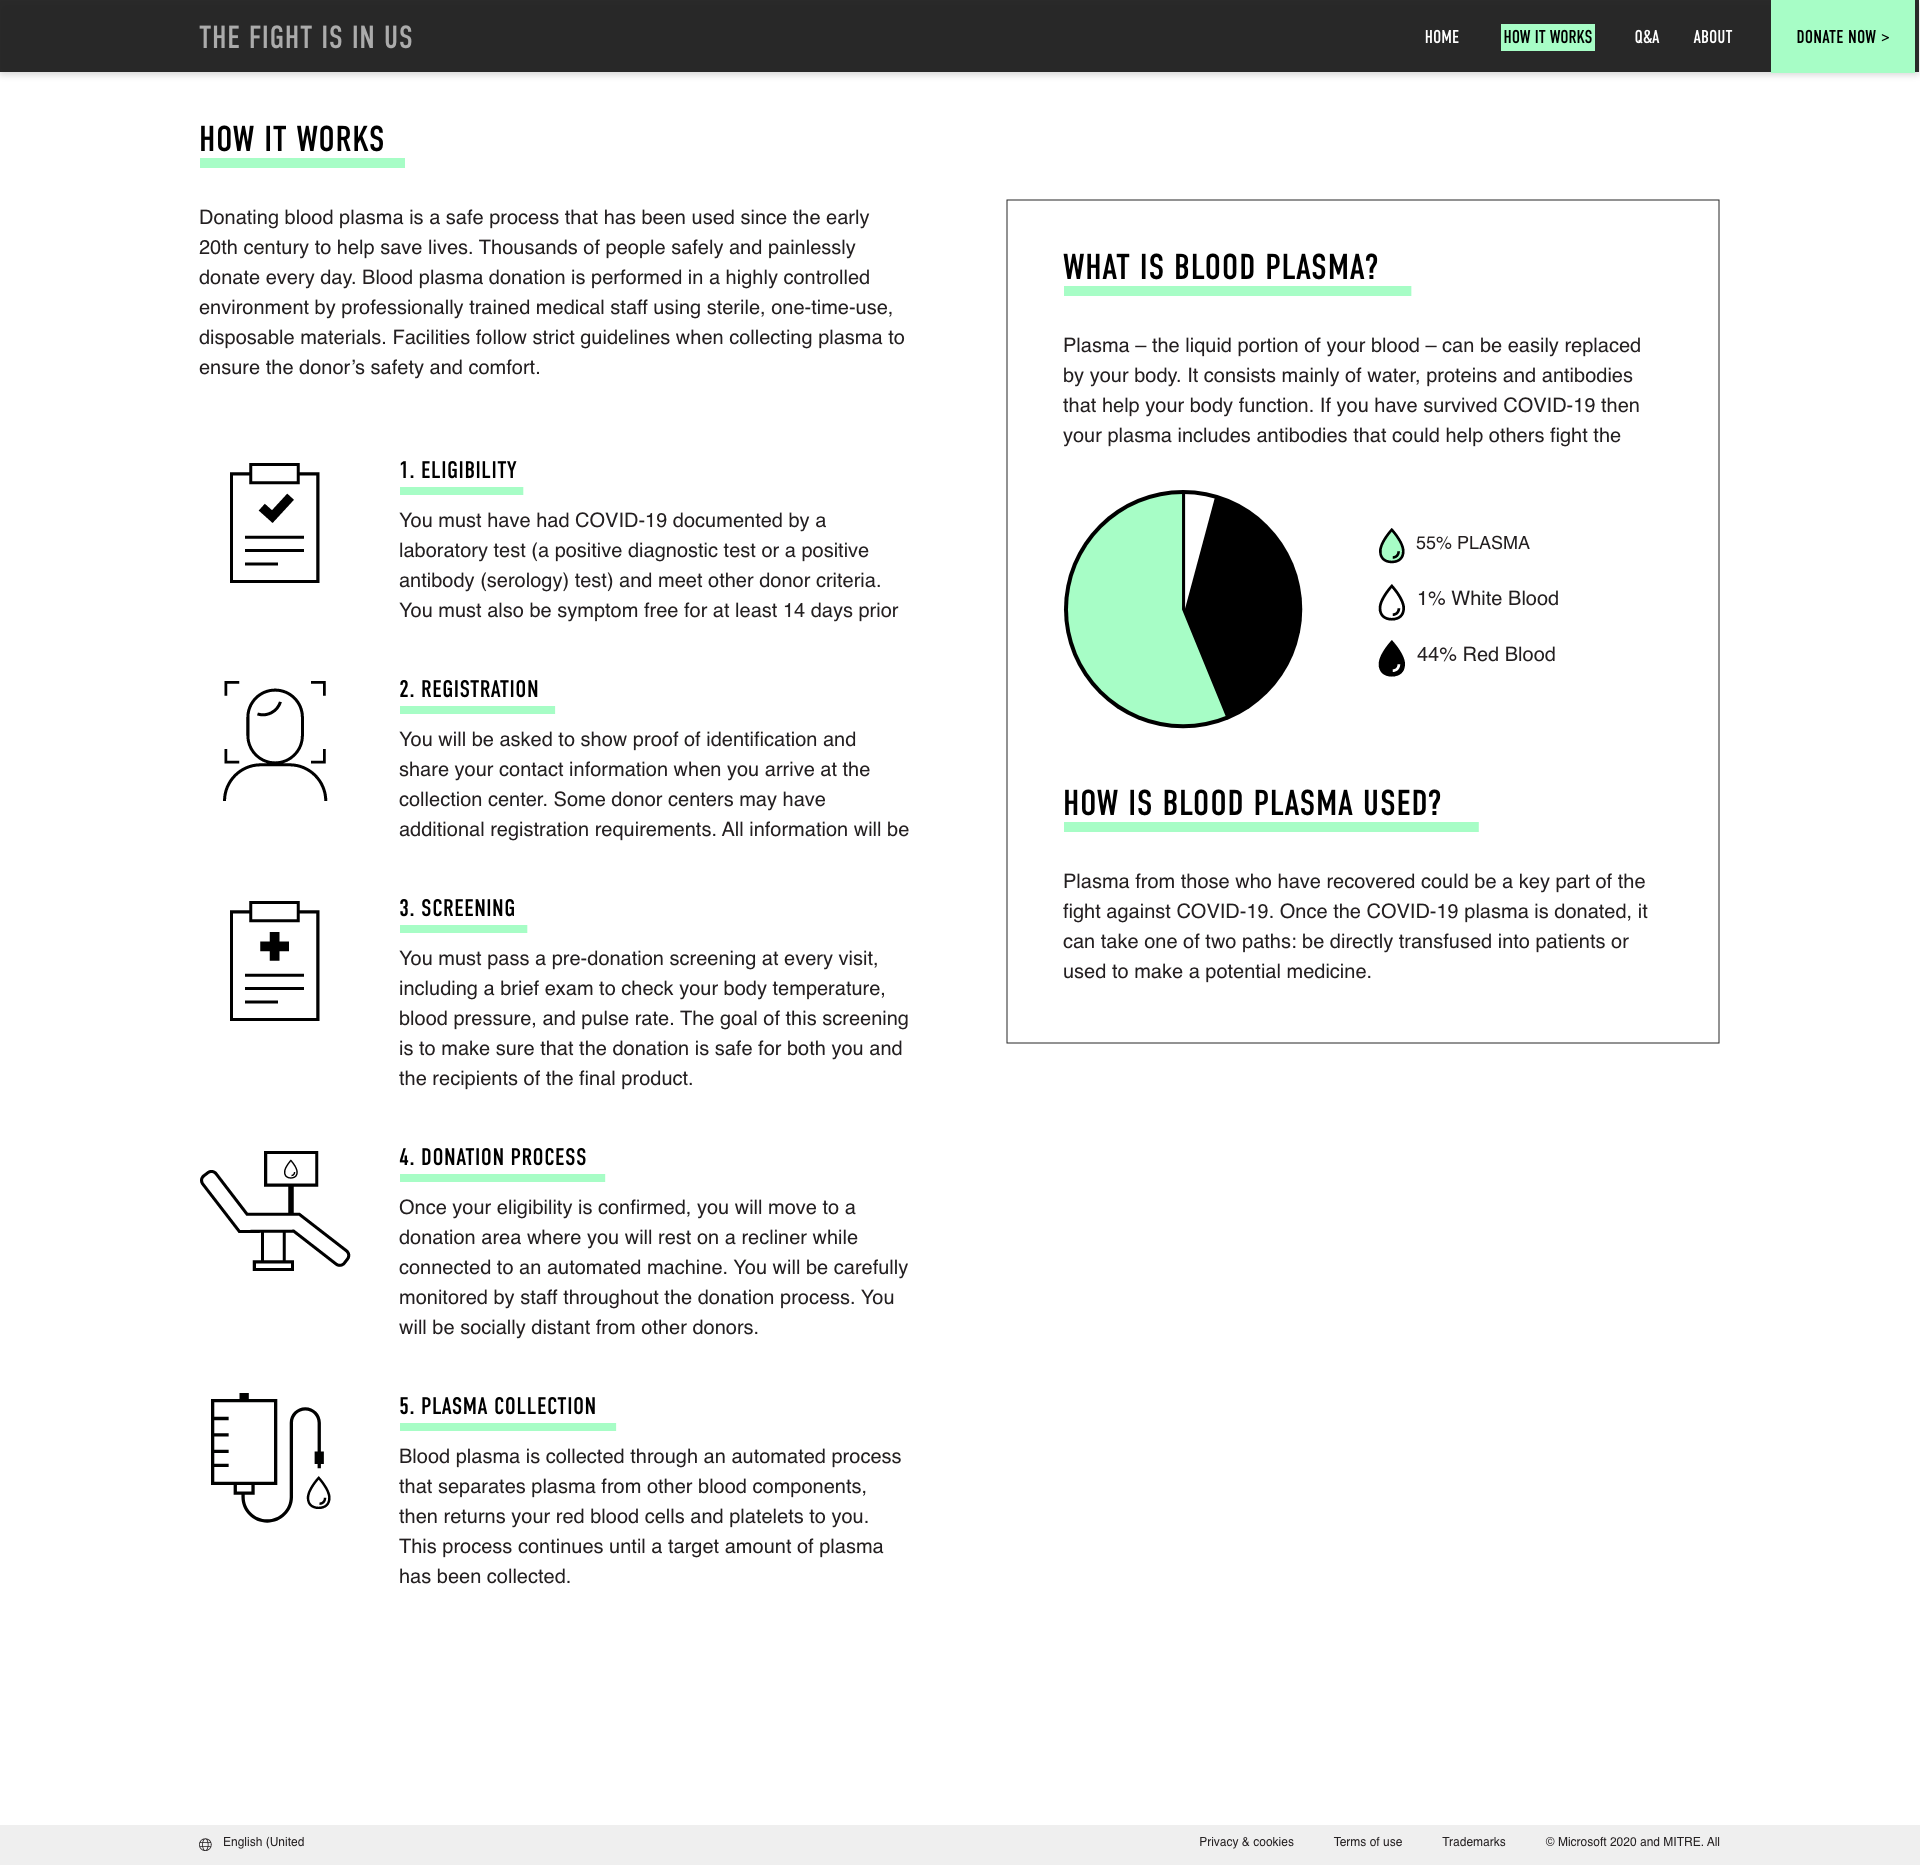 THE FIGHT IS IN US
HOME
HOW IT WORKS
Q&A
ABOUT
DONATE NOW >
HOW IT WORKS
Donating blood plasma is a safe process that has been used since the early
20th century to help save lives. Thousands of people safely and painlessly
donate every day. Blood plasma donation is performed in a highly controlled
environment by professionally trained medical staff using sterile, one-time-use,
disposable materials. Facilities follow strict guidelines when collecting plasma to
ensure the donor’s safety and comfort.
1. ELIGIBILITY
You must have had COVID-19 documented by a
laboratory test (a positive diagnostic test or a positive
antibody (serology) test) and meet other donor criteria.
You must also be symptom free for at least 14 days prior
2. REGISTRATION
You will be asked to show proof of identification and
share your contact information when you arrive at the
collection center. Some donor centers may have
additional registration requirements. All information will be
3. SCREENING
You must pass a pre-donation screening at every visit,
including a brief exam to check your body temperature,
blood pressure, and pulse rate. The goal of this screening
is to make sure that the donation is safe for both you and
the recipients of the final product.
4. DONATION PROCESS
Once your eligibility is confirmed, you will move to a
donation area where you will rest on a recliner while
connected to an automated machine. You will be carefully
monitored by staff throughout the donation process. You
will be socially distant from other donors.
5. PLASMA COLLECTION
Blood plasma is collected through an automated process
that separates plasma from other blood components,
then returns your red blood cells and platelets to you.
This process continues until a target amount of plasma
has been collected.
WHAT IS BLOOD PLASMA?
Plasma – the liquid portion of your blood – can be easily replaced
by your body. It consists mainly of water, proteins and antibodies
that help your body function. If you have survived COVID-19 then
your plasma includes antibodies that could help others fight the
55% PLASMA
1% White Blood
44% Red Blood
HOW IS BLOOD PLASMA USED?
Plasma from those who have recovered could be a key part of the
fight against COVID-19. Once the COVID-19 plasma is donated, it
can take one of two paths: be directly transfused into patients or
used to make a potential medicine.
English (United
Privacy & cookies
Terms of use
Trademarks
© Microsoft 2020 and MITRE. All